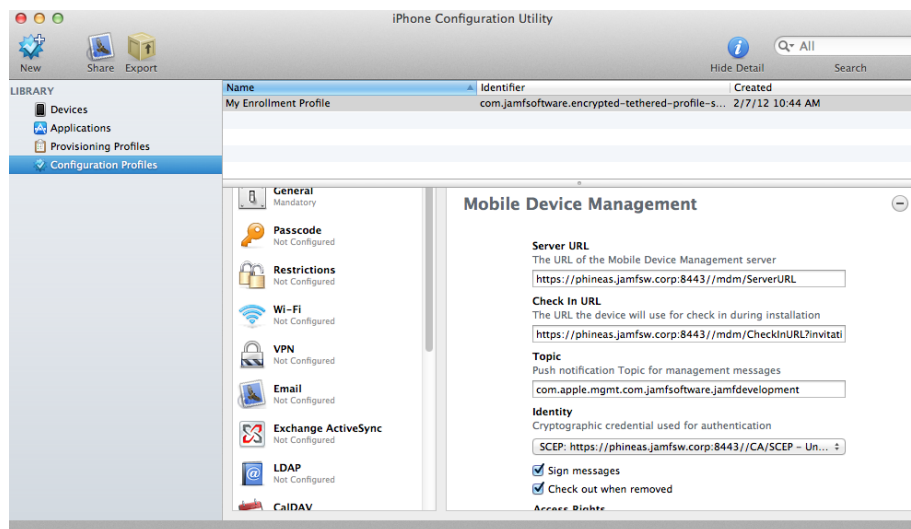 iPhone Configuration Utility
New
Share
Export
Hide Detail
All
Search
LIBRARY
Devices
Applications
Provisioning Profiles
Configuration Profiles
Name
Identifier
Created
My Enrollment Profile
com.jamfsoftware.encrypted-tethered-profile-s...
2/7/12 10:44 AM
General
Mandatory
Passcode
Not Configured
Restrictions
Not Configured
Wi-Fi
Not Configured
VPN
Not Configured
Email
Not Configured
Exchange ActiveSync
Not Configured
LDAP
Not Configured
CalDAV
Mobile Device Management
Server URL
The URL of the Mobile Device Management server
https://phineas.jamfsw.corp:8443//mdm/ServerURL
Check In URL
The URL the device will use for check in during installation
https://phineas.jamfsw.corp:8443//mdm/CheckInURL?invitati
Topic
Push notification Topic for management messages
com.apple.mgmt.com.jamfsoftware.jamfdevelopment
Identity
Cryptographic credential used for authentication
SCEP: https://phineas.jamfsw.corp:8443//CA/SCEP - Un...
Sign messages
Check out when removed
Access Rights